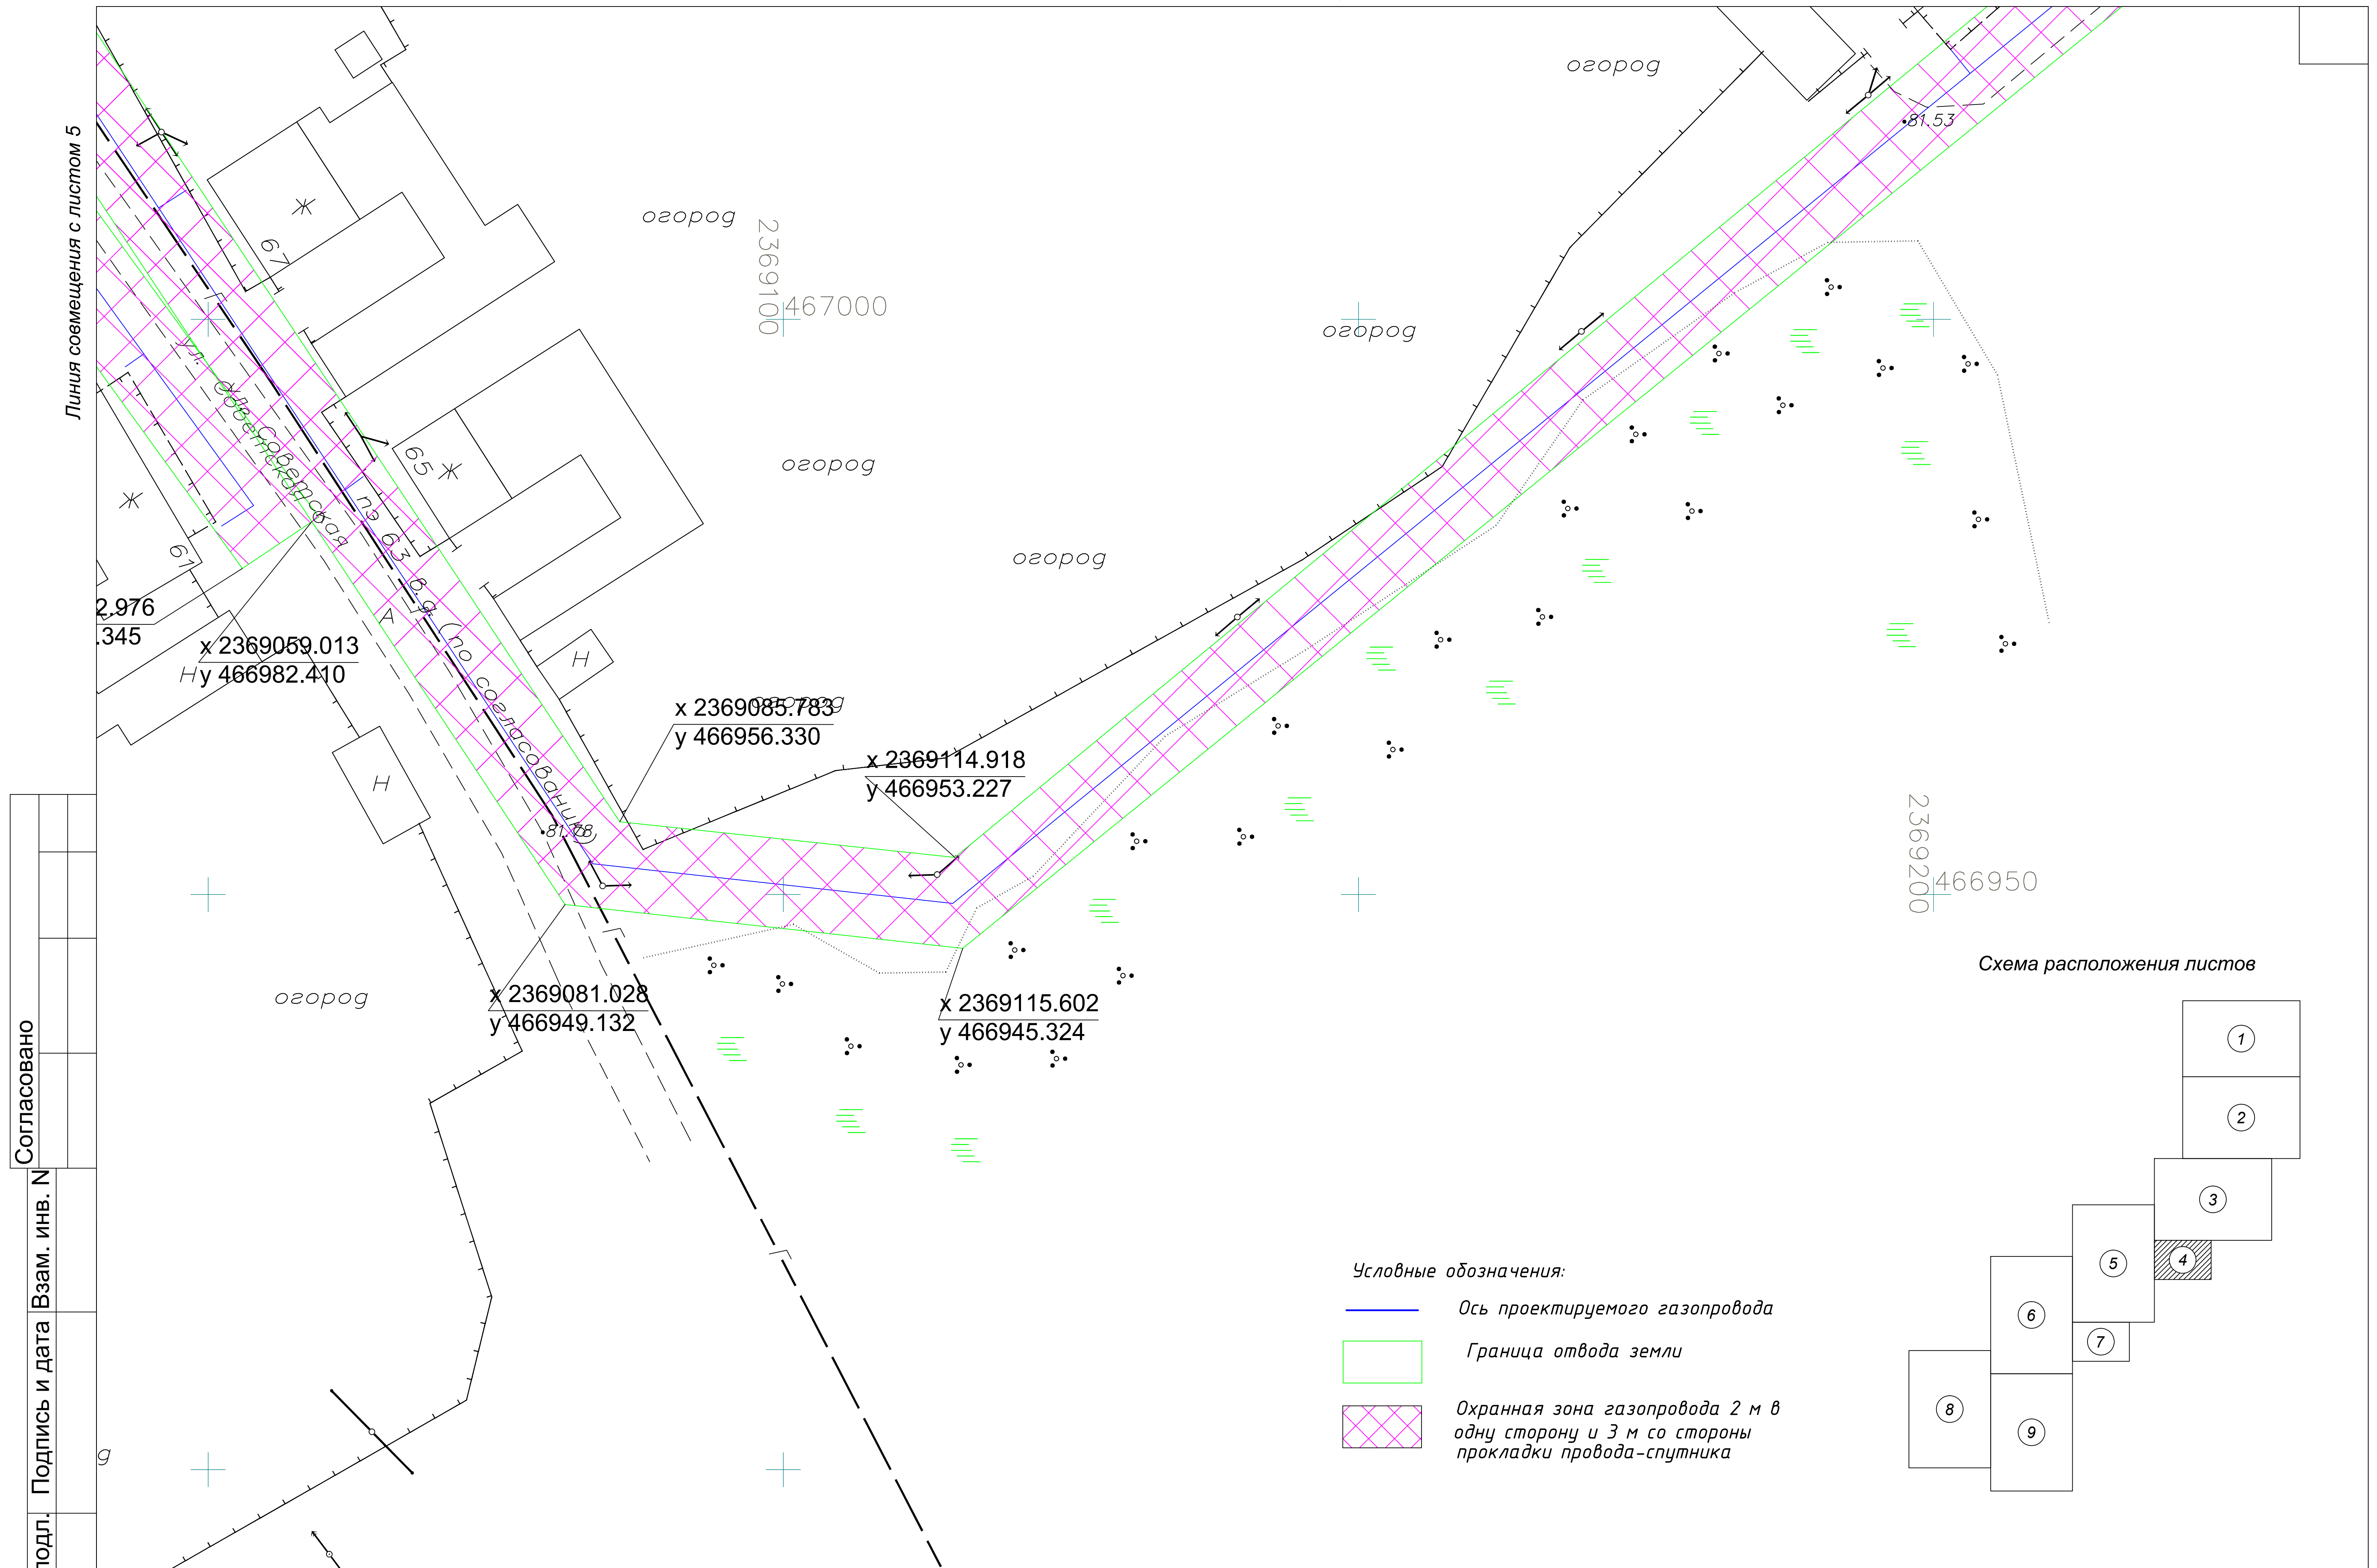 Линия совмещения с листом 5
огород
81.53
Ж
67
огород
2369100
467000
огород
ул. Советская
Советская
65
Ж
огород
Ж
пэ 63 в.д. (по согласованию)
61
огород
А
2.976
.345
x 2369059.013
y 466982.410
Н
Н
огород
x 2369085.783
y 466956.330
x 2369114.918
y 466953.227
Н
81.78
2369200
466950
x 2369081.028
y 466949.132
огород
x 2369115.602
y 466945.324
Г
Г
Г
Г
д
Схема расположения листов
1
2
3
4
5
6
7
8
9
Условные обозначения:
Ось проектируемого газопровода
Граница отвода земли
Охранная зона газопровода 2 м в
одну сторону и 3 м со стороны
прокладки провода-спутника
Согласовано
Взам. инв. N
Подпись и дата
подл.